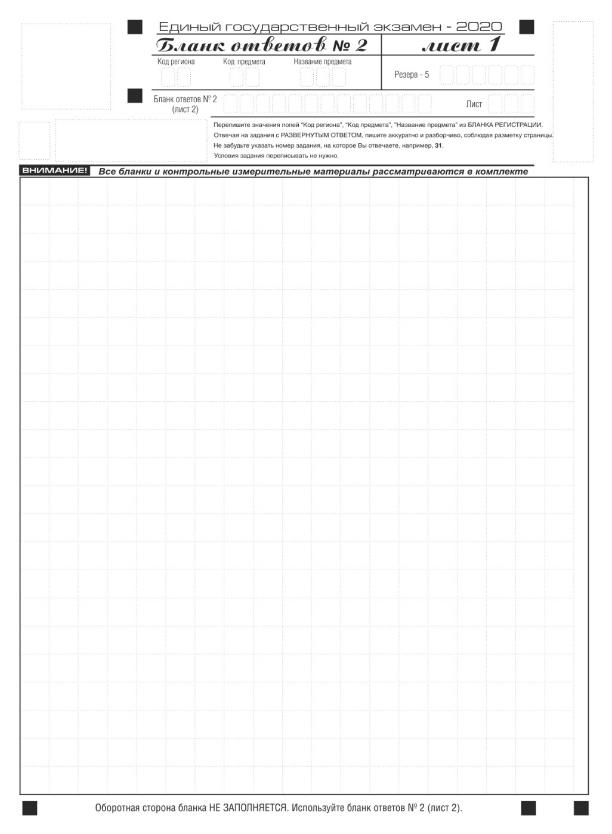 Единый государственный экзамен - 2020
Бланк ответов № 2 лист 1
Код региона Код предмета Название предмета
Резерв - 5
Бланк ответов № 2
(лист 2)
Лист
Перепишите значения полей "Код региона", "Код предмета", "Название предмета" из БЛАНКА РЕГИСТРАЦИИ.
Отвечая на задания с РАЗВЕРНУТЫМ ОТВЕТОМ, пишите аккуратно и разборчиво, соблюдая разметку страницы.
Не забудьте указать номер задания, на которое Вы отвечаете, например, 31.
Условия задания переписывать не нужно.
ВНИМАНИЕ! Все бланки и контрольные измерительные материалы рассматриваются в комплекте
Оборотная сторона бланка НЕ ЗАПОЛНЯЕТСЯ. Используйте бланк ответов № 2 (лист 2).